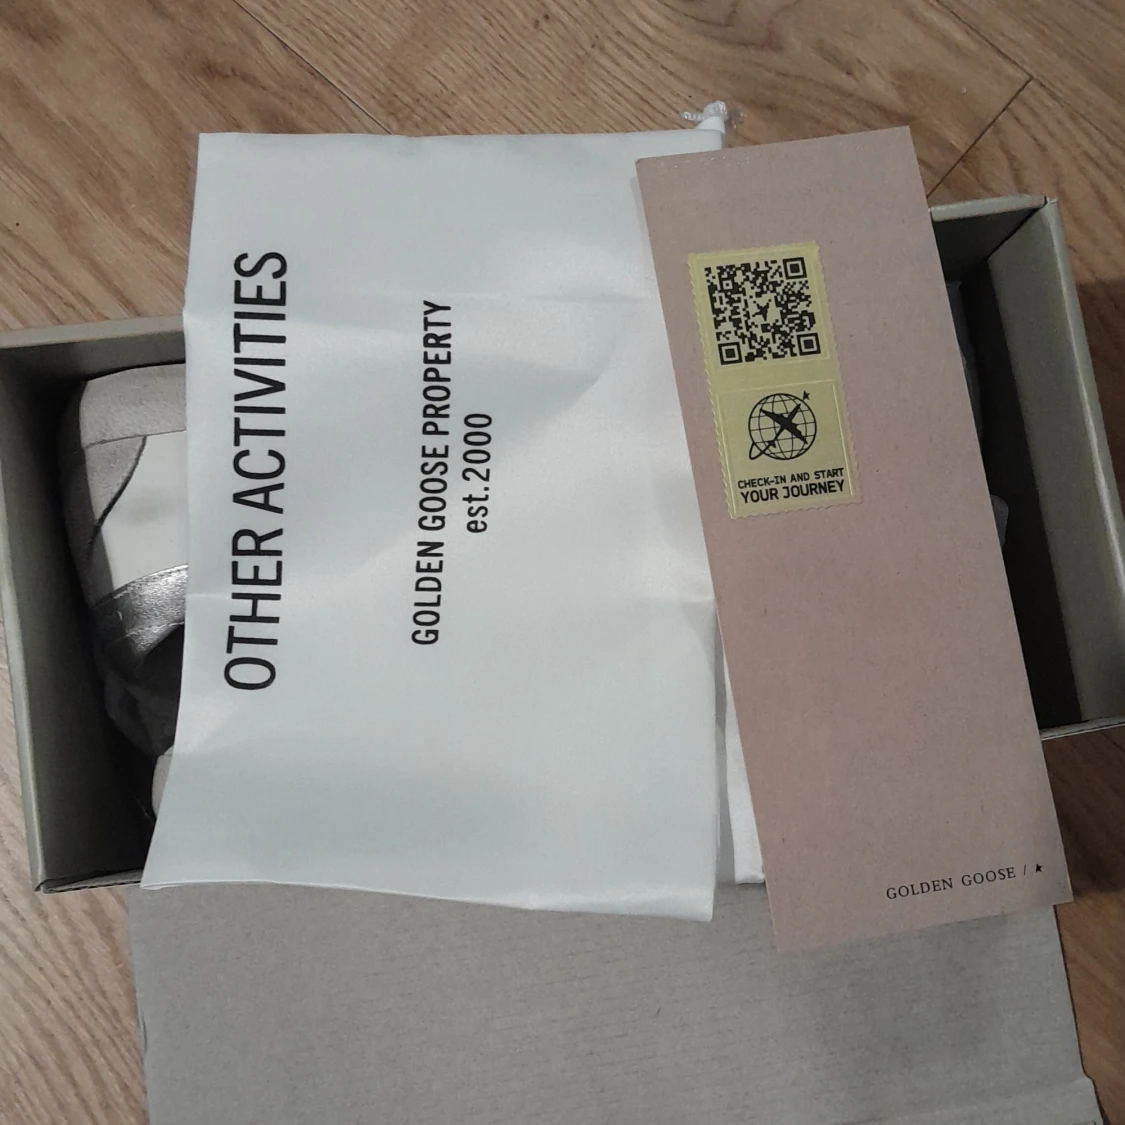 OTHER ACTIVITIES
GOLDEN GOOSE PROPERTY
est.2000
CHECK-IN AND START
YOUR JOURNEY
GOLDEN GOOSE / ★